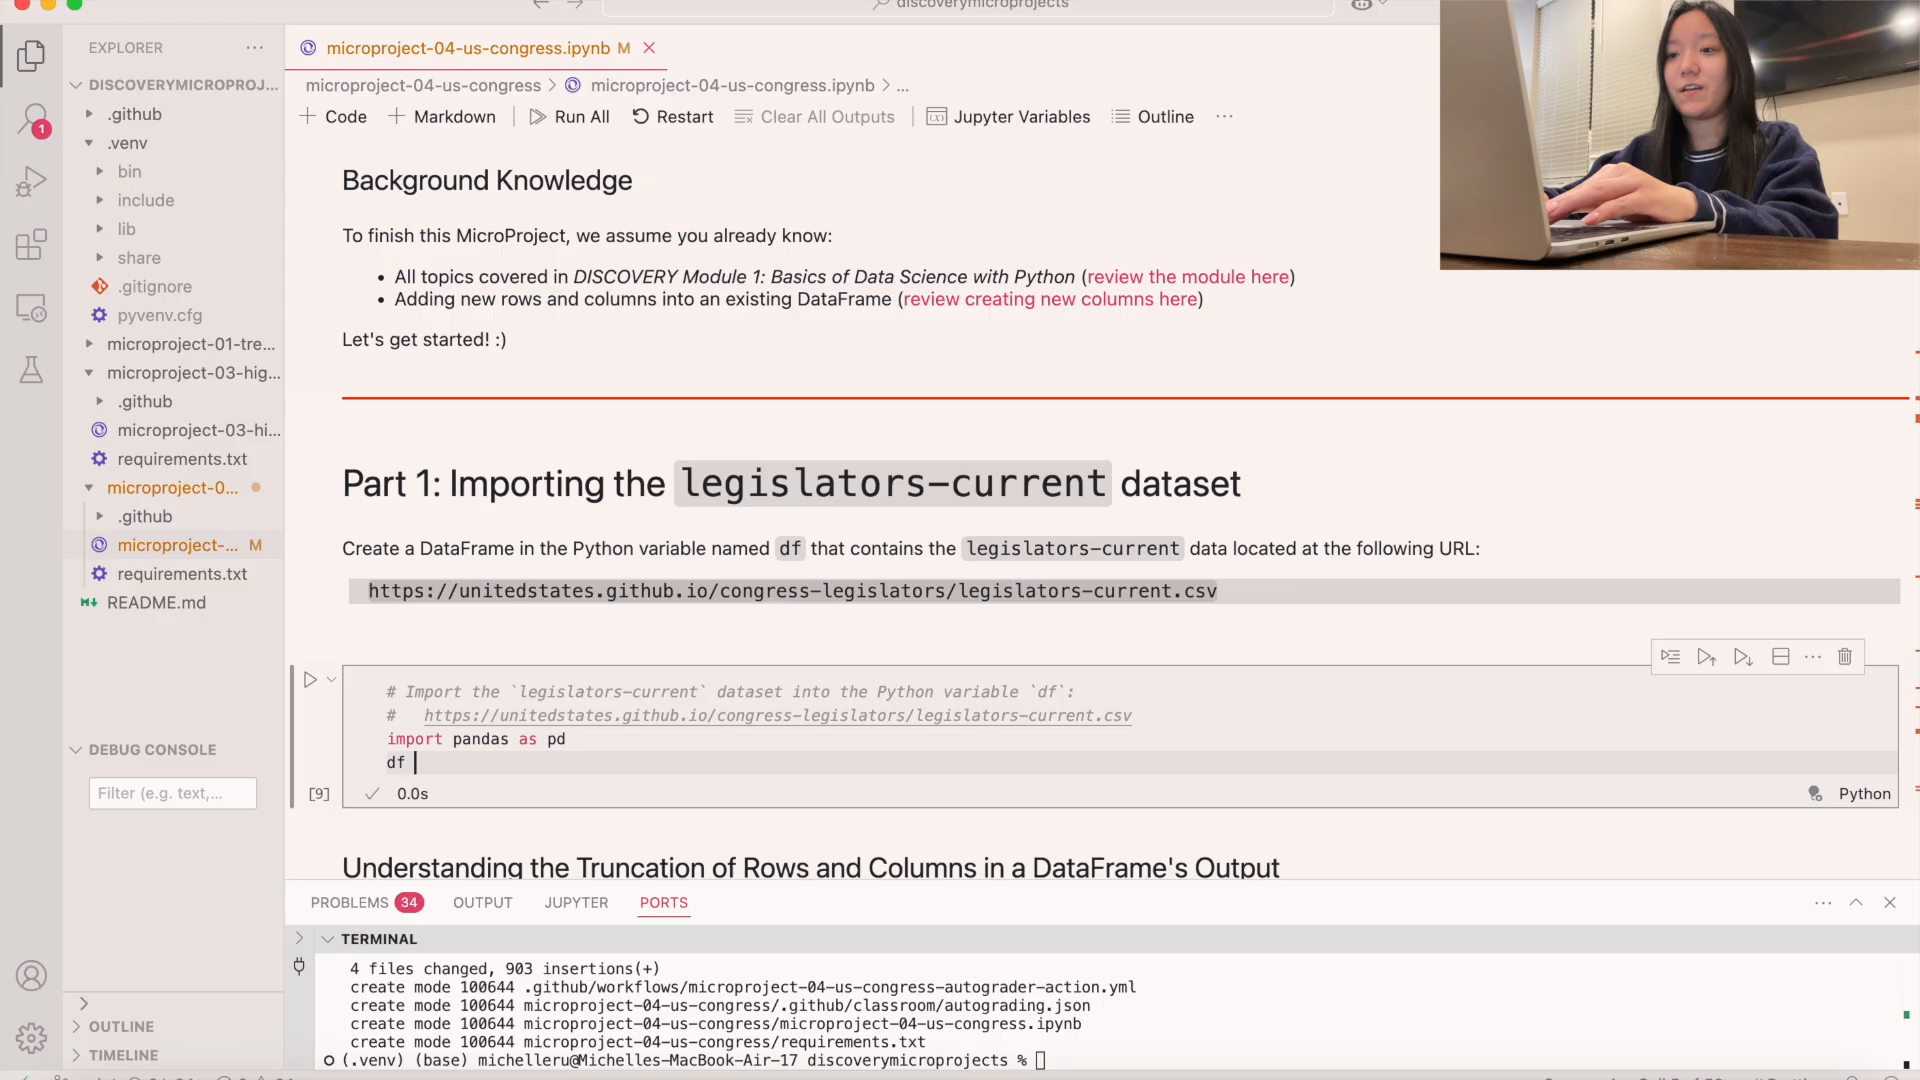 discoverymicroprojects
EXPLORER
DISCOVERYMICROPROJ...
.github
.venv
bin
include
lib
share
.gitignore
pyvenv.cfg
microproject-01-tre...
microproject-03-hig...
.github
microproject-03-hi...
requirements.txt
microproject-0...
.github
microproject-... M
requirements.txt
README.md
DEBUG CONSOLE
Filter (e.g. text,...
OUTLINE
TIMELINE
microproject-04-us-congress.ipynb M
microproject-04-us-congress > microproject-04-us-congress.ipynb > ...
Code Markdown Run All Restart Clear All Outputs Jupyter Variables Outline
Background Knowledge
To finish this MicroProject, we assume you already know:
• All topics covered in DISCOVERY Module 1: Basics of Data Science with Python (review the module here)
• Adding new rows and columns into an existing DataFrame (review creating new columns here)
Let's get started! :)
Part 1: Importing the legislators-current dataset
Create a DataFrame in the Python variable named df that contains the legislators-current data located at the following URL:
https://unitedstates.github.io/congress-legislators/legislators-current.csv
# Import the `legislators-current` dataset into the Python variable `df`:
# https://unitedstates.github.io/congress-legislators/legislators-current.csv
import pandas as pd
df
[9] 0.0s Python
Understanding the Truncation of Rows and Columns in a DataFrame's Output
PROBLEMS 34 OUTPUT JUPYTER PORTS
TERMINAL
4 files changed, 903 insertions(+)
create mode 100644 .github/workflows/microproject-04-us-congress-autograder-action.yml
create mode 100644 microproject-04-us-congress/.github/classroom/autograding.json
create mode 100644 microproject-04-us-congress/microproject-04-us-congress.ipynb
create mode 100644 microproject-04-us-congress/requirements.txt
(.venv) (base) michelleru@Michelles-MacBook-Air-17 discoverymicroprojects %
1